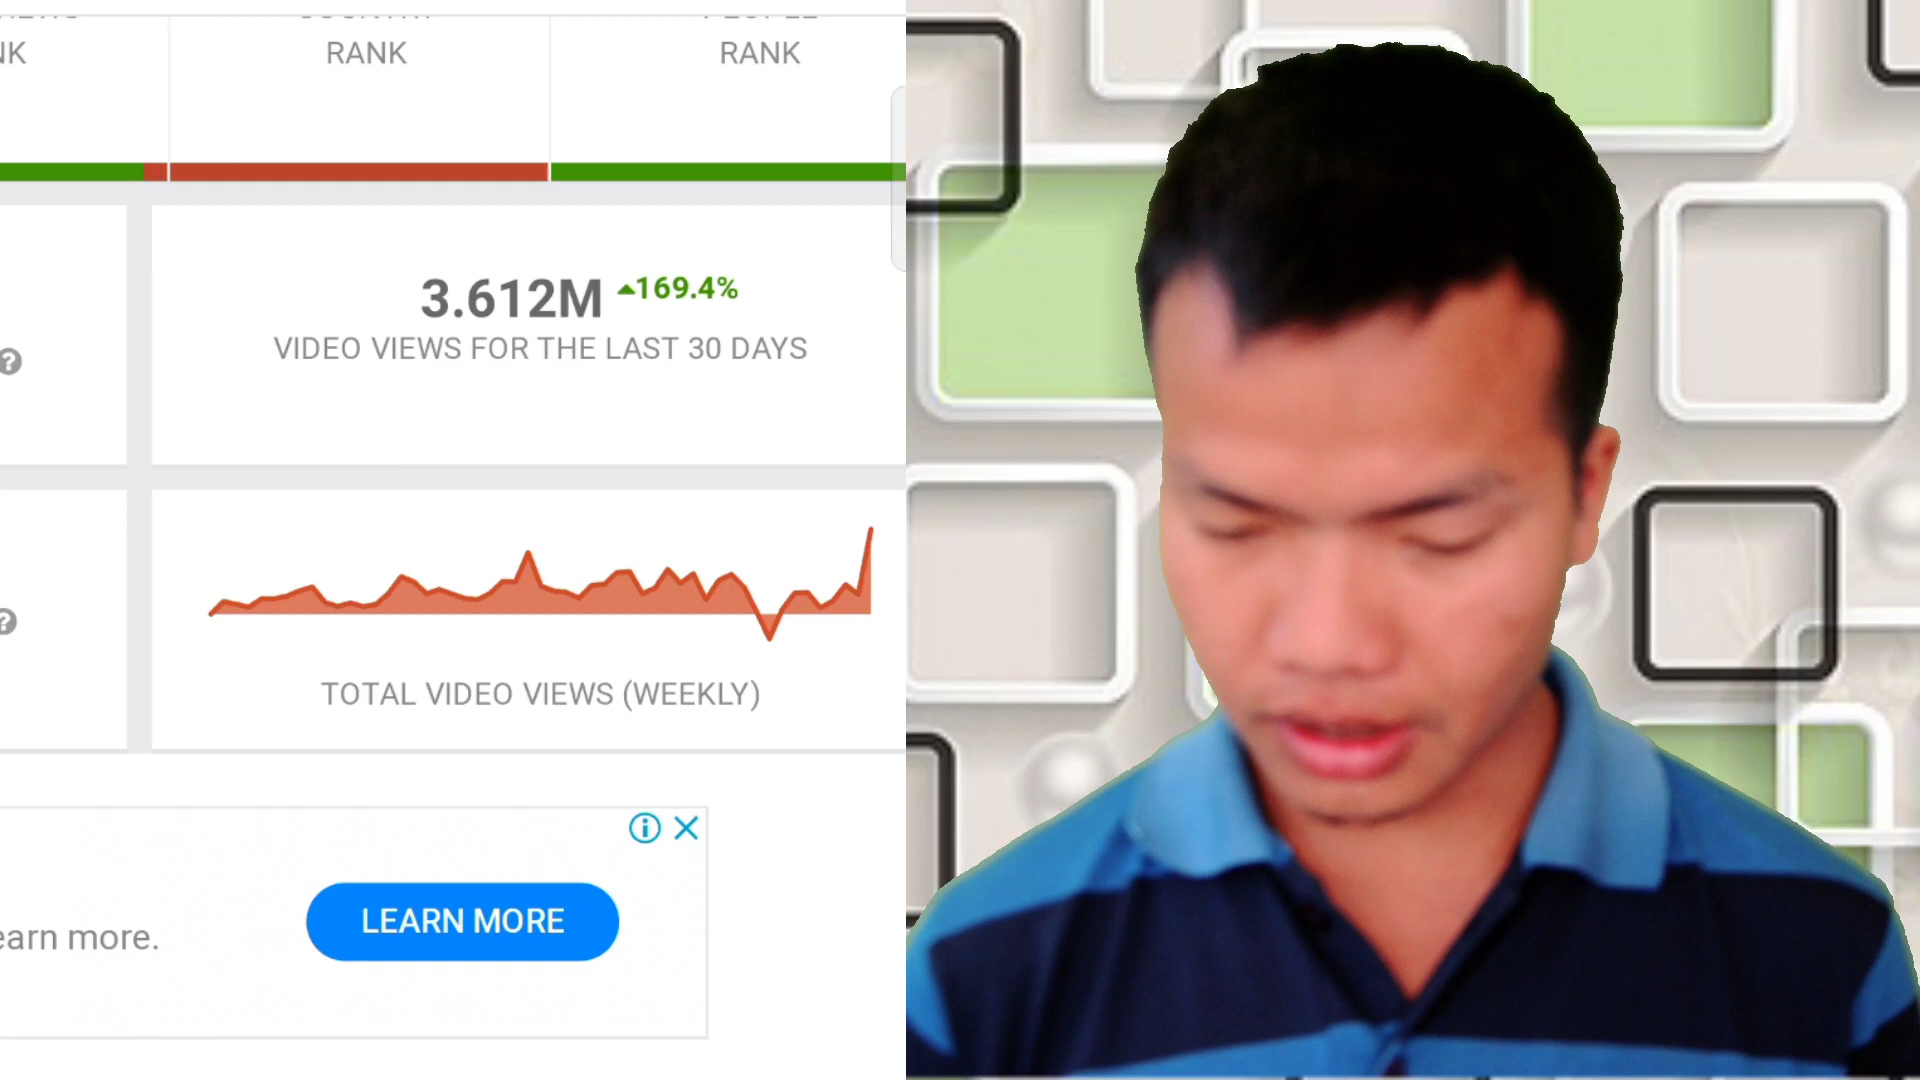 RANK
RANK
3.612M ▲169.4%
VIDEO VIEWS FOR THE LAST 30 DAYS
?
TOTAL VIDEO VIEWS (WEEKLY)
?
earn more.
LEARN MORE